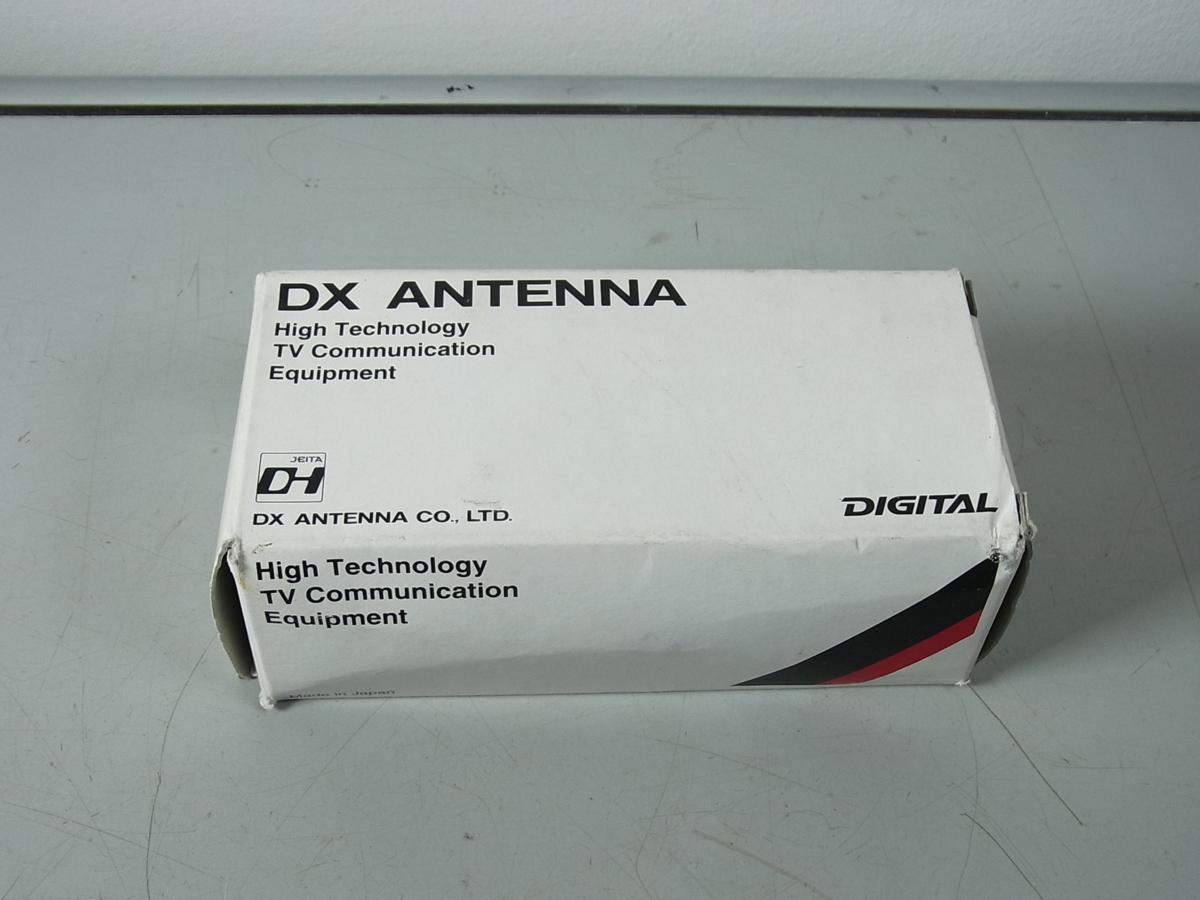 DX ANTENNA
High Technology
TV Communication
Equipment
JEITA
DH
DX ANTENNA CO., LTD.
DIGITAL
High Technology
TV Communication
Equipment
Made in Japan